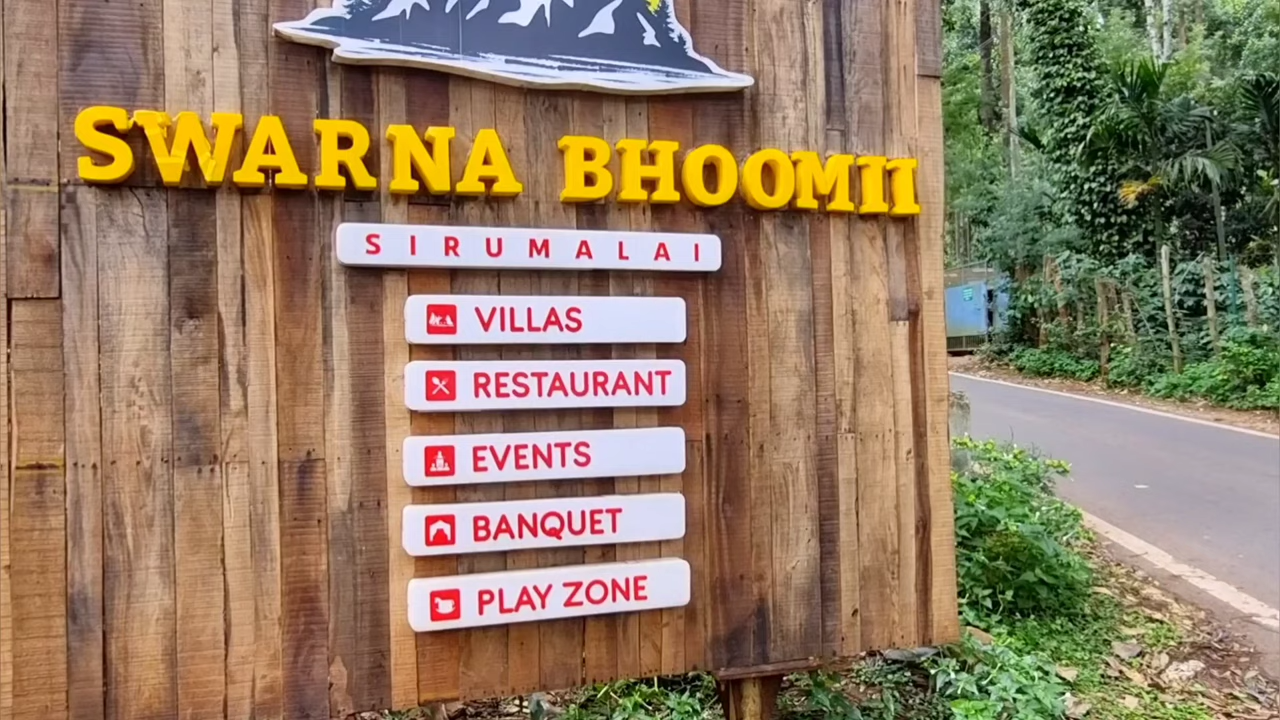 SWARNA BHOOMII
SIRUMALAI
VILLAS
RESTAURANT
EVENTS
BANQUET
PLAY ZONE